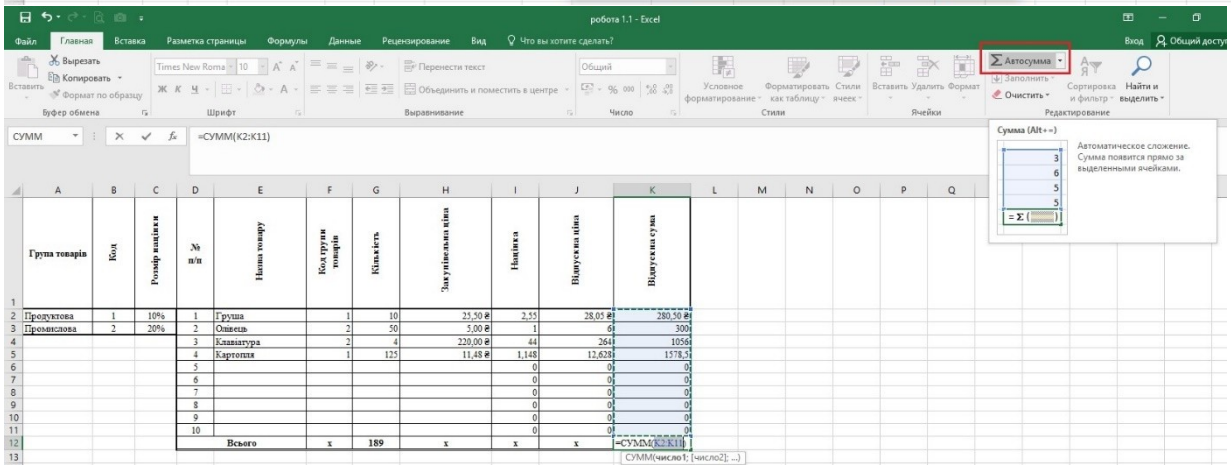 робота 1.1 - Excel
Файл Главная Вставка Разметка страницы Формулы Данные Рецензирование Вид Что вы хотите сделать? Вход Общий доступ
Вставить Вырезать Копировать Формат по образцу
Буфер обмена
Times New Roma 10 A A
Ж К Ч А
Шрифт
Перенести текст
Объединить и поместить в центре
Выравнивание
Общий
% 000
Число
Условное форматирование Форматировать как таблицу Стили ячеек
Стили
Вставить Удалить Формат
Ячейки
Σ Автосумма
Заполнить
Очистить
Сортировка и фильтр Найти и выделить
Редактирование
СУММ fx =СУММ(K2:K11)
Сумма (Alt+=)
3
6
5
5
= Σ ( )
Автоматическое сложение.
Сумма появится прямо за
выделенными ячейками.
A B C D E F G H I J K L M N O P Q
1 Група товарів Код Розмір націнки № п/п Назва товару Код групи товарів Кількість Закупівельна ціна Націнка Відпускна ціна Відпускна сума
2 Продуктова 1 10% 1 Груша 1 10 25,50 ₴ 2,55 28,05 ₴ 280,50 ₴
3 Промислова 2 20% 2 Олівець 2 50 5,00 ₴ 1 6 300
4 3 Клавіатура 2 4 220,00 ₴ 44 264 1056
5 4 Картопля 1 125 11,48 ₴ 1,148 12,628 1578,5
6 5 0 0 0
7 6 0 0 0
8 7 0 0 0
9 8 0 0 0
10 9 0 0 0
11 10 0 0 0
12 Всього x 189 x x x =СУММ(K2:K11)
13 СУММ(число1; [число2]; ...)